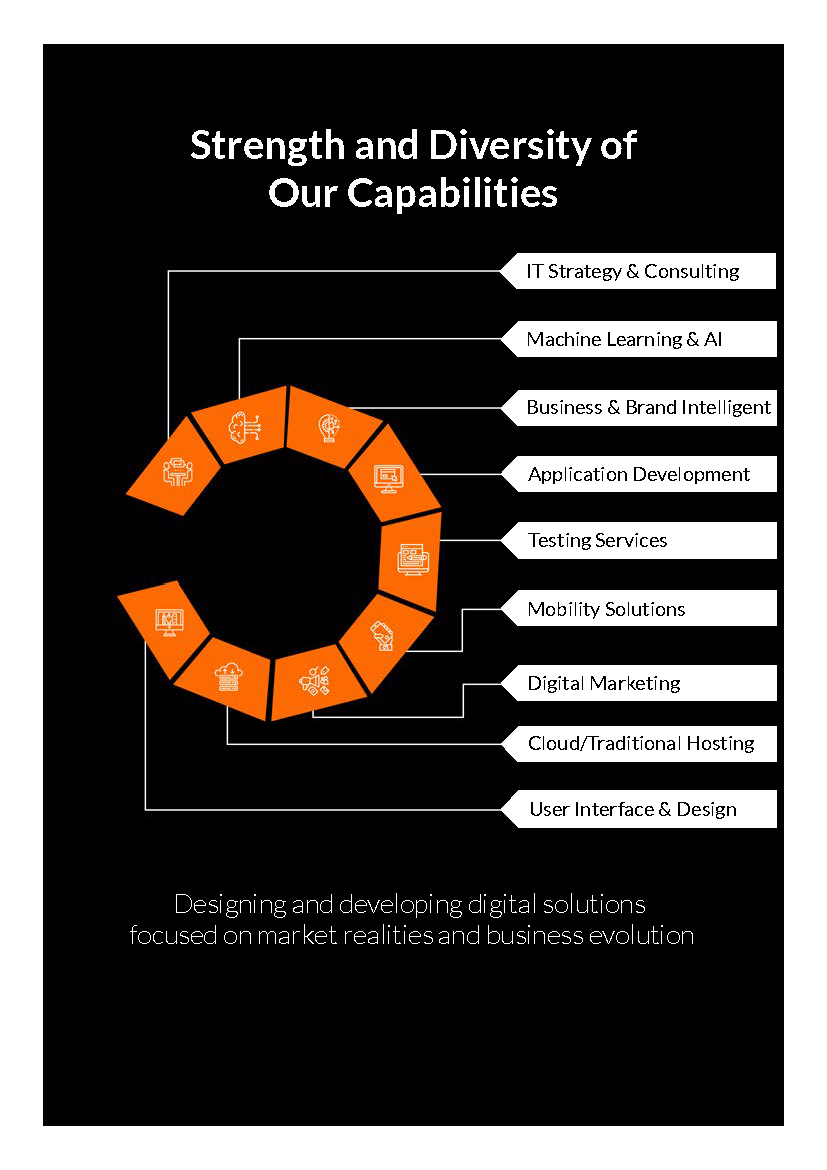 Strength and Diversity of
Our Capabilities
IT Strategy & Consulting
Machine Learning & AI
Business & Brand Intelligent
Application Development
Testing Services
Mobility Solutions
Digital Marketing
Cloud/Traditional Hosting
User Interface & Design
Designing and developing digital solutions
focused on market realities and business evolution